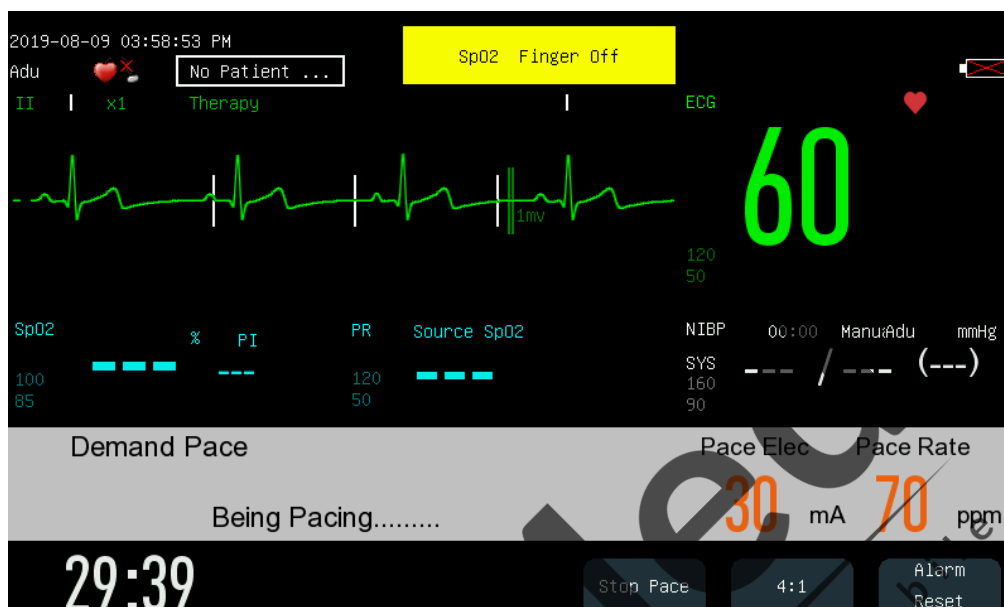 2019-08-09 03:58:53 PM
SpO2 Finger Off
Adu
No Patient ...
II x1 Therapy
ECG
60
1mv
120
50
SpO2 % PI
PR Source SpO2
NIBP 00:00 Manu Adu mmHg
SYS
100
85
--- ---
120
50
---
160
90
--- / --- (---)
Demand Pace
Pace Elec Pace Rate
Being Pacing.........
30 mA 70 ppm
29:39
Stop Pace
4:1
Alarm
Reset